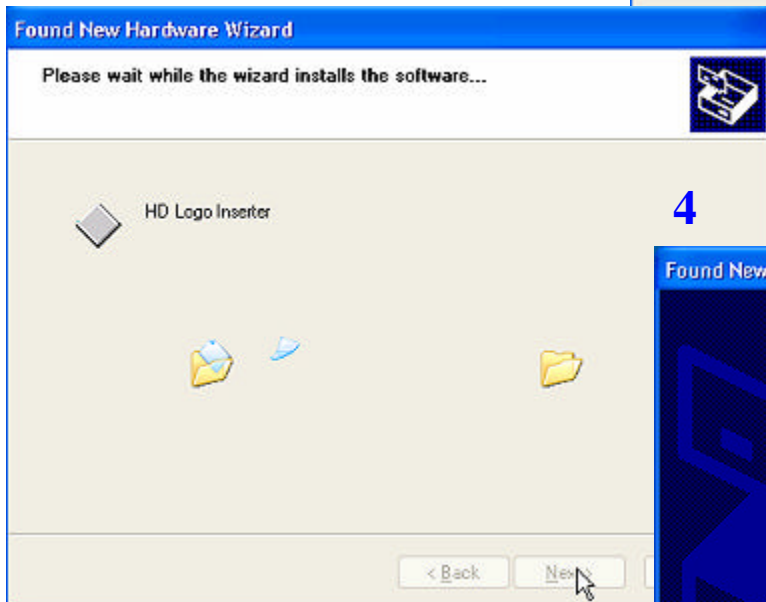 Found New Hardware Wizard
Please wait while the wizard installs the software...
HD Logo Inserter
4
Found New
< Back
Next >